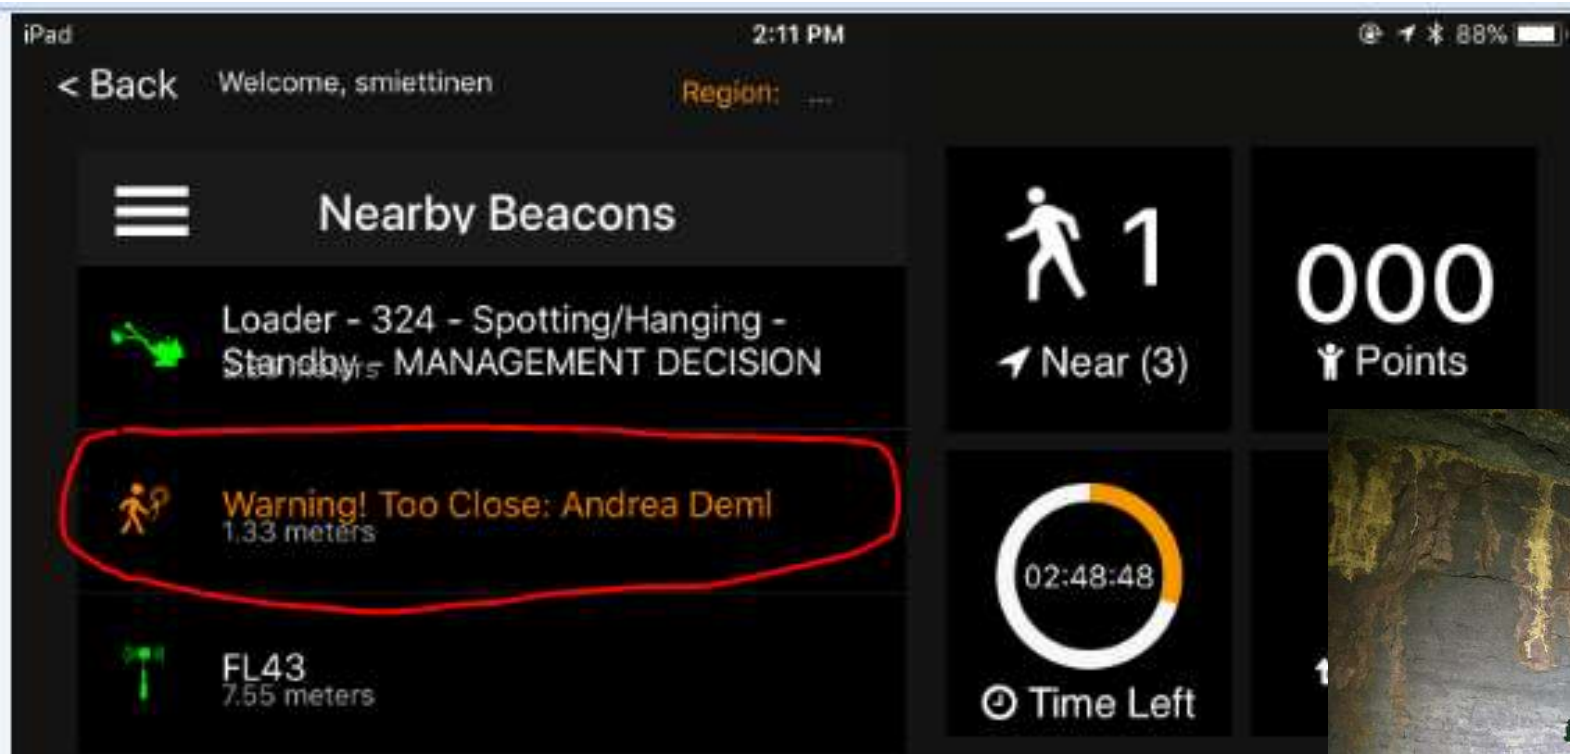 iPad
2:11 PM
88%
< Back
Welcome, smiettinen
Region: ...
Nearby Beacons
Loader - 324 - Spotting/Hanging -
Standby - MANAGEMENT DECISION
meters
Warning! Too Close: Andrea Deml
1.33 meters
FL43
7.55 meters
1
Near (3)
000
Points
02:48:48
Time Left